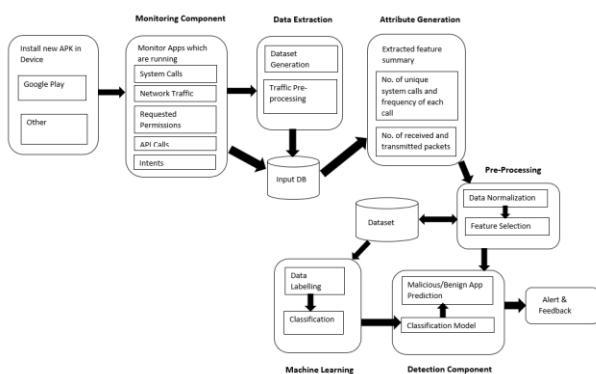 Monitoring Component
Data Extraction
Attribute Generation
Install new APK in
Device
Google Play
Other
Monitor Apps which
are running
System Calls
Network Traffic
Requested
Permissions
API Calls
Intents
Dataset
Generation
Traffic Pre-
processing
Input DB
Extracted feature
summary
No. of unique
system calls and
frequency of each
call
No. of received and
transmitted packets
Pre-Processing
Data Normalization
Feature Selection
Dataset
Data
Labelling
Classification
Machine Learning
Malicious/Benign App
Prediction
Classification Model
Detection Component
Alert &
Feedback